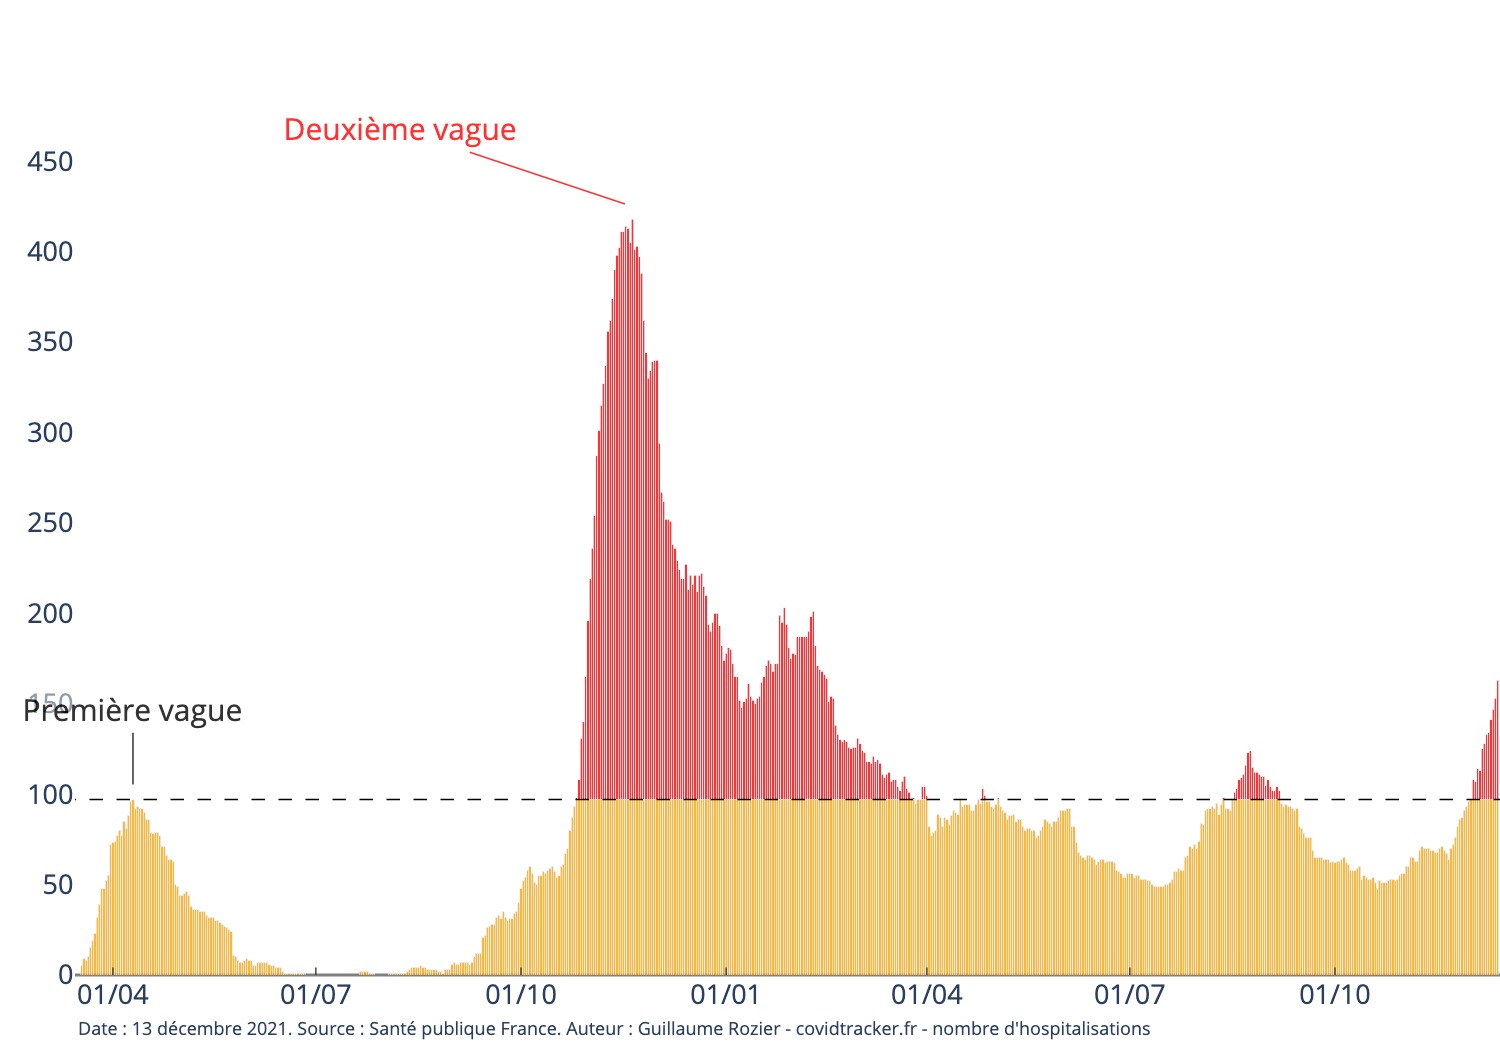 Deuxième vague
450
400
350
300
250
200
150
Première vague
100
50
0
01/04 01/07 01/10 01/01 01/04 01/07 01/10
Date : 13 décembre 2021. Source : Santé publique France. Auteur : Guillaume Rozier - covidtracker.fr - nombre d'hospitalisations